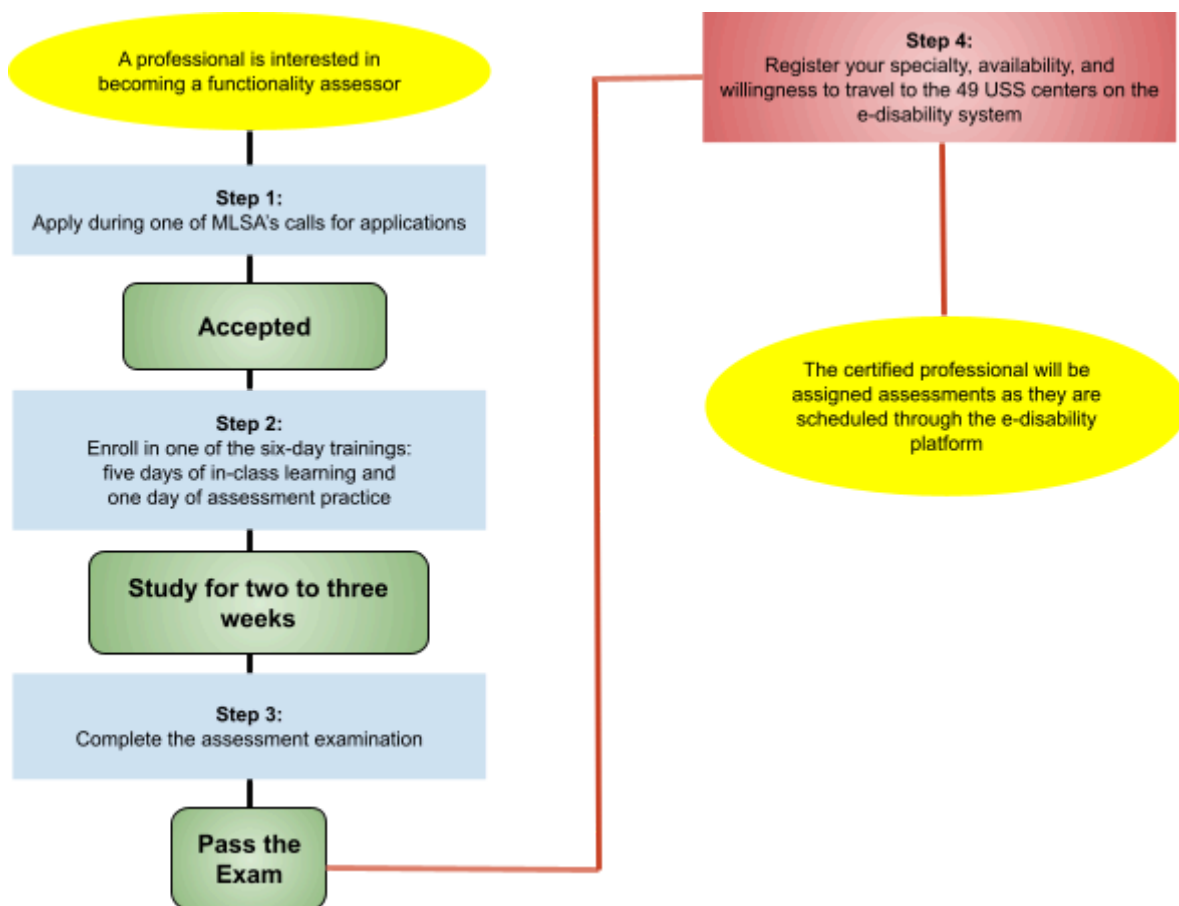 A professional is interested in
becoming a functionality assessor
Step 1:
Apply during one of MLSA's calls for applications
Accepted
Step 2:
Enroll in one of the six-day trainings:
five days of in-class learning and
one day of assessment practice
Study for two to three
weeks
Step 3:
Complete the assessment examination
Pass the
Exam
Step 4:
Register your specialty, availability, and
willingness to travel to the 49 USS centers on the
e-disability system
The certified professional will be
assigned assessments as they are
scheduled through the e-disability
platform